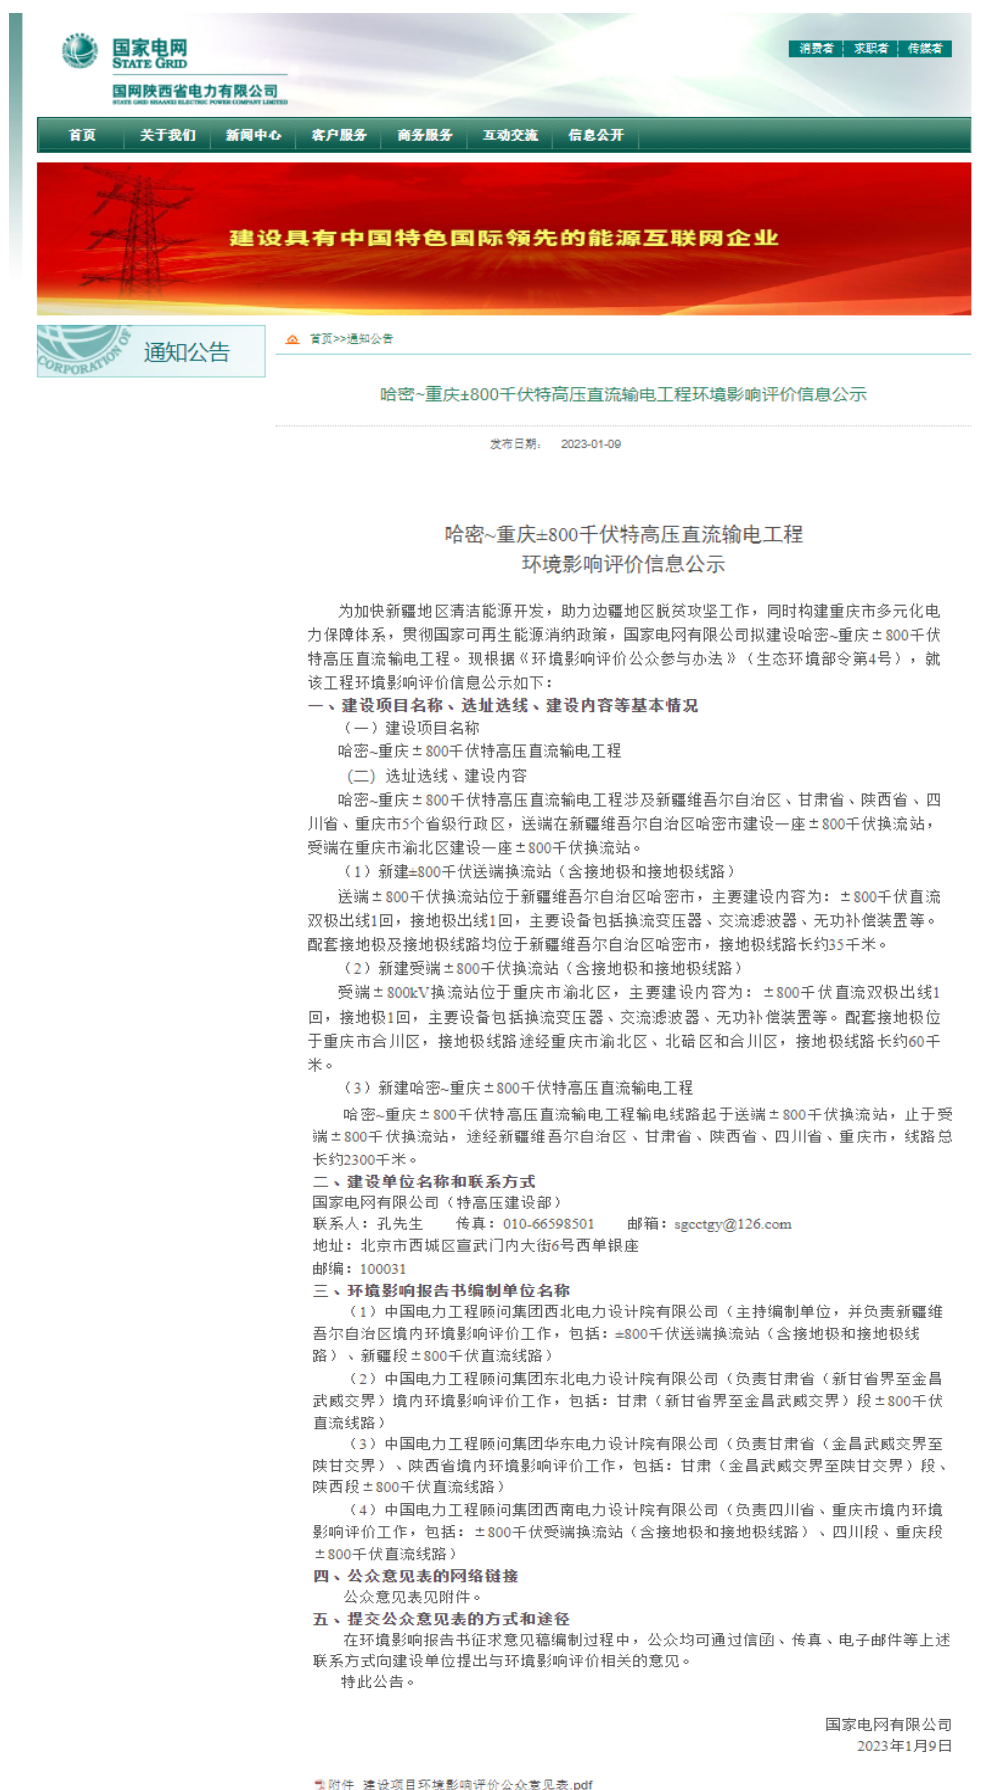 国家电网
STATE GRID
国网陕西省电力有限公司
STATE GRID SHAANXI ELECTRIC POWER COMPANY LIMITED
消费者 求职者 传媒者
首页 关于我们 新闻中心 客户服务 商务服务 互动交流 信息公开
建设具有中国特色国际领先的能源互联网企业
CORPORATION OF
通知公告
首页>>通知公告
哈密~重庆±800千伏特高压直流输电工程环境影响评价信息公示
发布日期： 2023-01-09
哈密~重庆±800千伏特高压直流输电工程
环境影响评价信息公示
为加快新疆地区清洁能源开发，助力边疆地区脱贫攻坚工作，同时构建重庆市多元化电
力保障体系，贯彻国家可再生能源消纳政策，国家电网有限公司拟建设哈密~重庆±800千伏
特高压直流输电工程。现根据《环境影响评价公众参与办法》（生态环境部令第4号），就
该工程环境影响评价信息公示如下：
一、建设项目名称、选址选线、建设内容等基本情况
（一）建设项目名称
哈密~重庆±800千伏特高压直流输电工程
（二）选址选线、建设内容
哈密~重庆±800千伏特高压直流输电工程涉及新疆维吾尔自治区、甘肃省、陕西省、四
川省、重庆市5个省级行政区，送端在新疆维吾尔自治区哈密市建设一座±800千伏换流站，
受端在重庆市渝北区建设一座±800千伏换流站。
（1）新建±800千伏送端换流站（含接地极和接地极线路）
送端±800千伏换流站位于新疆维吾尔自治区哈密市，主要建设内容为：±800千伏直流
双极出线1回，接地极出线1回，主要设备包括换流变压器、交流滤波器、无功补偿装置等。
配套接地极及接地极线路均位于新疆维吾尔自治区哈密市，接地极线路长约35千米。
（2）新建受端±800千伏换流站（含接地极和接地极线路）
受端±800kV换流站位于重庆市渝北区，主要建设内容为：±800千伏直流双极出线1
回，接地极1回，主要设备包括换流变压器、交流滤波器、无功补偿装置等。配套接地极位
于重庆市合川区，接地极线路途经重庆市渝北区、北碚区和合川区，接地极线路长约60千
米。
（3）新建哈密~重庆±800千伏特高压直流输电工程
哈密~重庆±800千伏特高压直流输电工程输电线路起于送端±800千伏换流站，止于受
端±800千伏换流站，途经新疆维吾尔自治区、甘肃省、陕西省、四川省、重庆市，线路总
长约2300千米。
二、建设单位名称和联系方式
国家电网有限公司（特高压建设部）
联系人：孔先生 传真：010-66598501 邮箱：sgcctgy@126.com
地址：北京市西城区宣武门内大街6号西单银座
邮编：100031
三、环境影响报告书编制单位名称
（1）中国电力工程顾问集团西北电力设计院有限公司（主持编制单位，并负责新疆维
吾尔自治区境内环境影响评价工作，包括：±800千伏送端换流站（含接地极和接地极线
路）、新疆段±800千伏直流线路）
（2）中国电力工程顾问集团东北电力设计院有限公司（负责甘肃省（新甘省界至金昌
武威交界）境内环境影响评价工作，包括：甘肃（新甘省界至金昌武威交界）段±800千伏
直流线路）
（3）中国电力工程顾问集团华东电力设计院有限公司（负责甘肃省（金昌武威交界至
陕甘交界）、陕西省境内环境影响评价工作，包括：甘肃（金昌武威交界至陕甘交界）段、
陕西段±800千伏直流线路）
（4）中国电力工程顾问集团西南电力设计院有限公司（负责四川省、重庆市境内环境
影响评价工作，包括：±800千伏受端换流站（含接地极和接地极线路）、四川段、重庆段
±800千伏直流线路）
四、公众意见表的网络链接
公众意见表见附件。
五、提交公众意见表的方式和途径
在环境影响报告书征求意见稿编制过程中，公众均可通过信函、传真、电子邮件等上述
联系方式向建设单位提出与环境影响评价相关的意见。
特此公告。
国家电网有限公司
2023年1月9日
附件 建设项目环境影响评价公众意见表.pdf